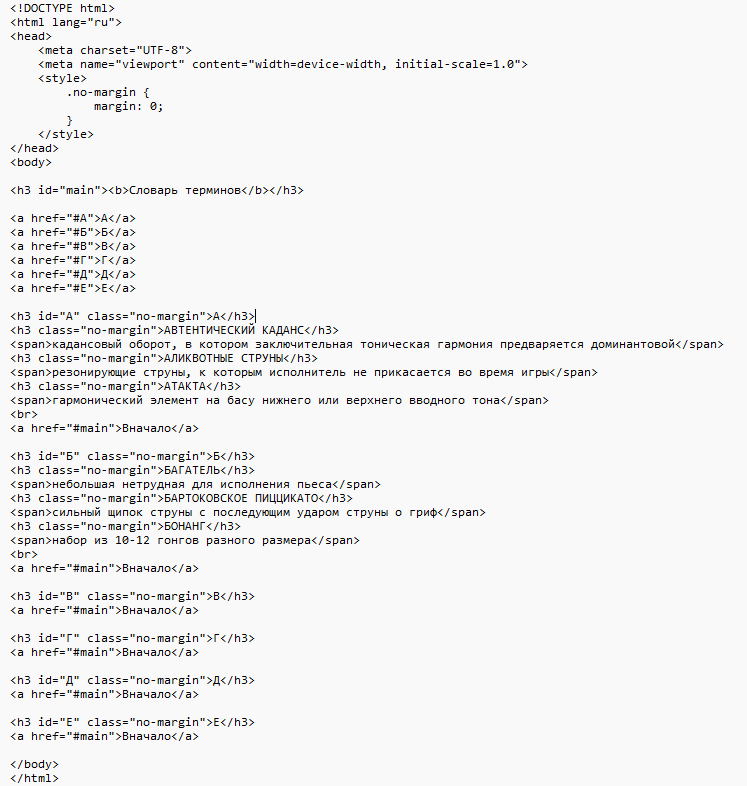 <!DOCTYPE html>
<html lang="ru">
<head>
    <meta charset="UTF-8">
    <meta name="viewport" content="width=device-width, initial-scale=1.0">
    <style>
        .no-margin {
            margin: 0;
        }
    </style>
</head>
<body>

<h3 id="main"><b>Словарь терминов</b></h3>

<a href="#А">А</a>
<a href="#Б">Б</a>
<a href="#В">В</a>
<a href="#Г">Г</a>
<a href="#Д">Д</a>
<a href="#Е">Е</a>

<h3 id="А" class="no-margin">А</h3>
<h3 class="no-margin">АВТЕНТИЧЕСКИЙ КАДАНС</h3>
<span>кадансовый оборот, в котором заключительная тоническая гармония предваряется доминантовой</span>
<h3 class="no-margin">АЛИКВОТНЫЕ СТРУНЫ</h3>
<span>резонирующие струны, к которым исполнитель не прикасается во время игры</span>
<h3 class="no-margin">АТАКТА</h3>
<span>гармонический элемент на басу нижнего или верхнего вводного тона</span>
<br>
<a href="#main">Вначало</a>

<h3 id="Б" class="no-margin">Б</h3>
<h3 class="no-margin">БАГАТЕЛЬ</h3>
<span>небольшая нетрудная для исполнения пьеса</span>
<h3 class="no-margin">БАРТОКОВСКОЕ ПИЦЦИКАТО</h3>
<span>сильный щипок струны с последующим ударом струны о гриф</span>
<h3 class="no-margin">БОНАНГ</h3>
<span>набор из 10-12 гонгов разного размера</span>
<br>
<a href="#main">Вначало</a>

<h3 id="В" class="no-margin">В</h3>
<a href="#main">Вначало</a>

<h3 id="Г" class="no-margin">Г</h3>
<a href="#main">Вначало</a>

<h3 id="Д" class="no-margin">Д</h3>
<a href="#main">Вначало</a>

<h3 id="Е" class="no-margin">Е</h3>
<a href="#main">Вначало</a>

</body>
</html>